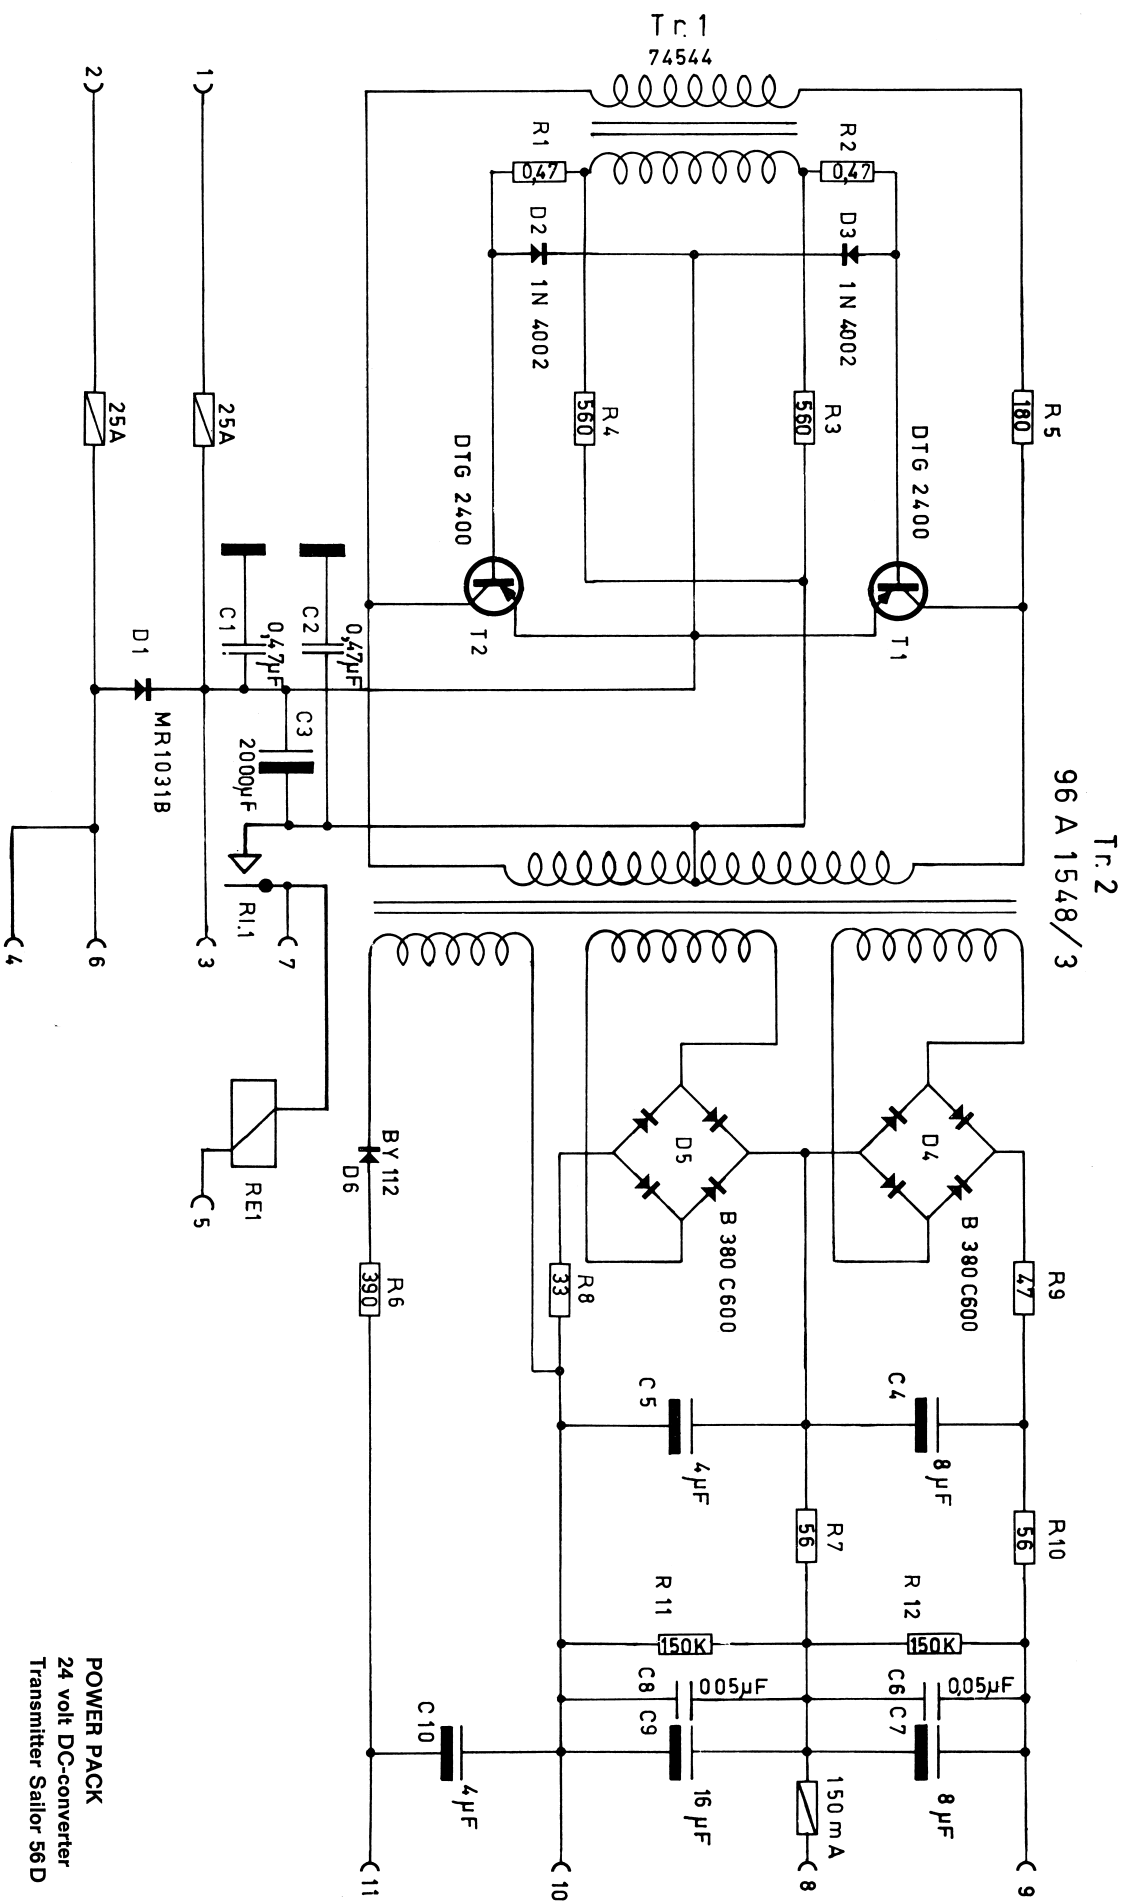 Tr.1
74544
R1
0,47
R2
0,47
D2
1N 4002
D3
1N 4002
R4
560
R3
560
R5
180
DTG 2400
T2
DTG 2400
T1
2
1
25A
25A
C1
0,47µF
C2
0,47µF
D1
MR1031B
C3
2000µF
Tr.2
96 A 1548/3
4
6
3
7
R1.1
RE1
5
BY 112
D6
R6
390
D5
B 380 C600
D4
B 380 C600
R8
33
R9
47
C5
4µF
C4
8µF
R7
56
R10
56
R11
150K
R12
150K
C8
005µF
C6
0,05µF
C9
16µF
C7
8µF
C10
4µF
150mA
11
10
8
9
POWER PACK
24 volt DC-converter
Transmitter Sailor 56D